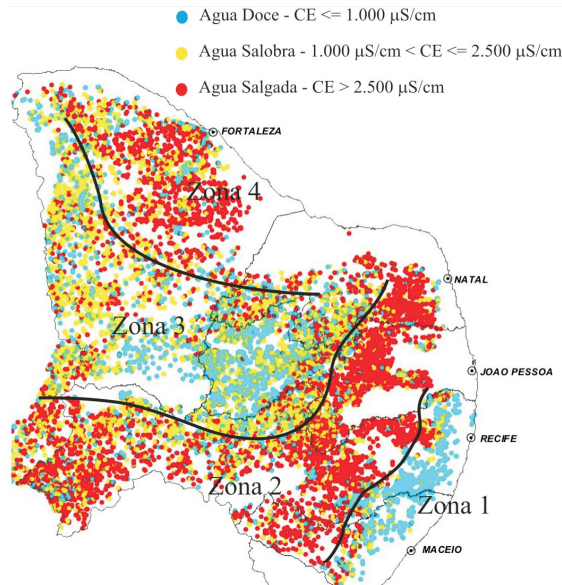 Agua Doce - CE <= 1.000 µS/cm
Agua Salobra - 1.000 µS/cm < CE <= 2.500 µS/cm
Agua Salgada - CE > 2.500 µS/cm
FORTALEZA
Zona 4
NATAL
Zona 3
JOAO PESSOA
RECIFE
Zona 2
Zona 1
MACEIO